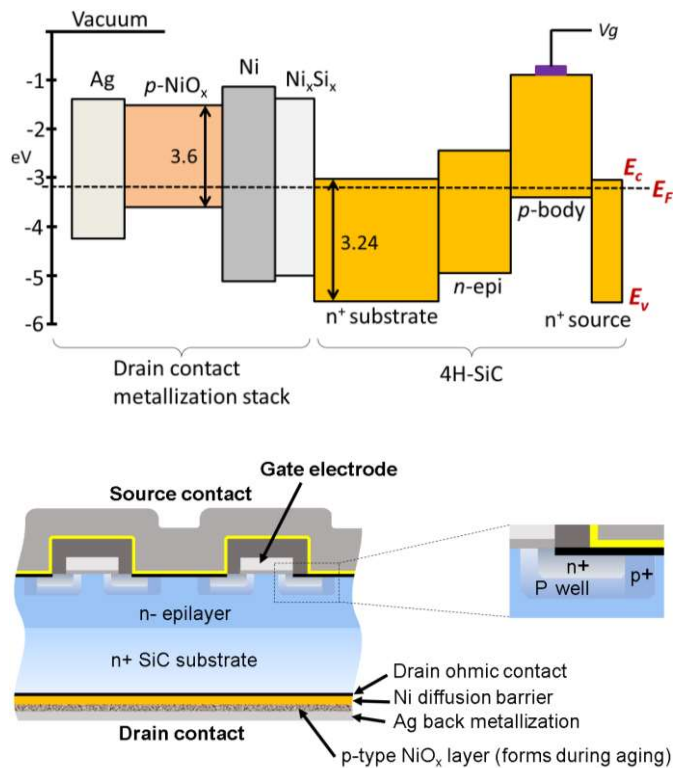 Vacuum
Vg
Ag
p-NiOx
Ni
NixSix
-1
-2
eV
-3
-4
-5
-6
3.6
3.24
Ec
EF
p-body
n-epi
Ev
n+ substrate
n+ source
Drain contact
metallization stack
4H-SiC
Gate electrode
Source contact
n+
P well
p+
n- epilayer
n+ SiC substrate
Drain ohmic contact
Ni diffusion barrier
Ag back metallization
Drain contact
p-type NiOx layer (forms during aging)